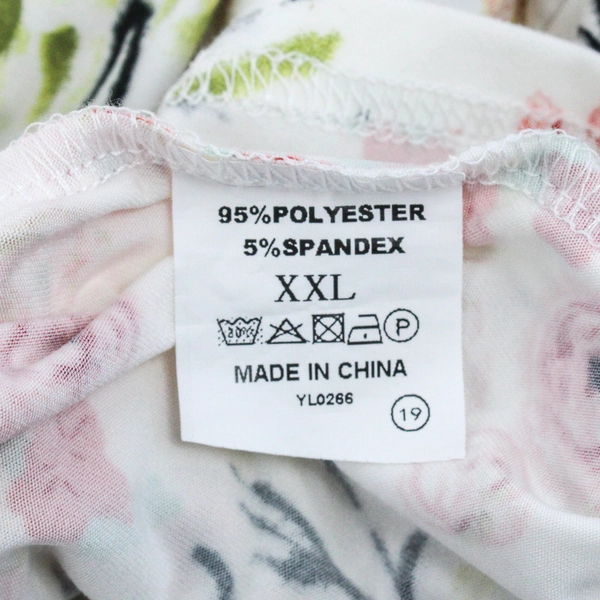 95%POLYESTER
5%SPANDEX
XXL
P
MADE IN CHINA
YL0266
19